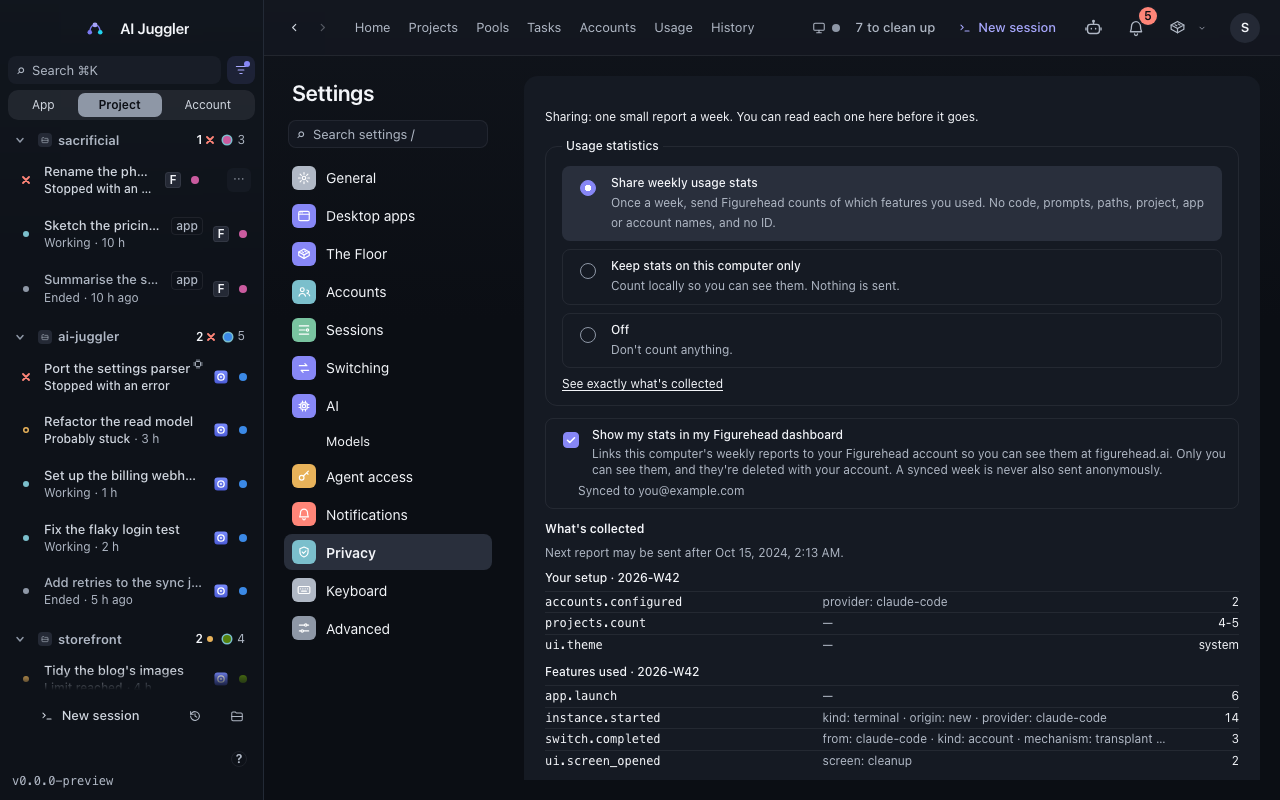 AI Juggler
Search ⌘K
App Project Account
sacrificial 1 3
Rename the ph... F
Stopped with an ...
Sketch the pricin... app F
Working · 10 h
Summarise the s... app F
Ended · 10 h ago
ai-juggler 2 5
Port the settings parser
Stopped with an error
Refactor the read model
Probably stuck · 3 h
Set up the billing webh...
Working · 1 h
Fix the flaky login test
Working · 2 h
Add retries to the sync j...
Ended · 5 h ago
storefront 2 4
Tidy the blog's images
Limit reached · 4 h
New session
?
v0.0.0-preview
Home Projects Pools Tasks Accounts Usage History 7 to clean up New session 5 S
Settings
Search settings /
General
Desktop apps
The Floor
Accounts
Sessions
Switching
AI
Models
Agent access
Notifications
Privacy
Keyboard
Advanced
Sharing: one small report a week. You can read each one here before it goes.
Usage statistics
Share weekly usage stats
Once a week, send Figurehead counts of which features you used. No code, prompts, paths, project, app
or account names, and no ID.
Keep stats on this computer only
Count locally so you can see them. Nothing is sent.
Off
Don't count anything.
See exactly what's collected
Show my stats in my Figurehead dashboard
Links this computer's weekly reports to your Figurehead account so you can see them at figurehead.ai. Only you
can see them, and they're deleted with your account. A synced week is never also sent anonymously.
Synced to you@example.com
What's collected
Next report may be sent after Oct 15, 2024, 2:13 AM.
Your setup · 2026-W42
accounts.configured provider: claude-code 2
projects.count — 4-5
ui.theme — system
Features used · 2026-W42
app.launch — 6
instance.started kind: terminal · origin: new · provider: claude-code 14
switch.completed from: claude-code · kind: account · mechanism: transplant ... 3
ui.screen_opened screen: cleanup 2